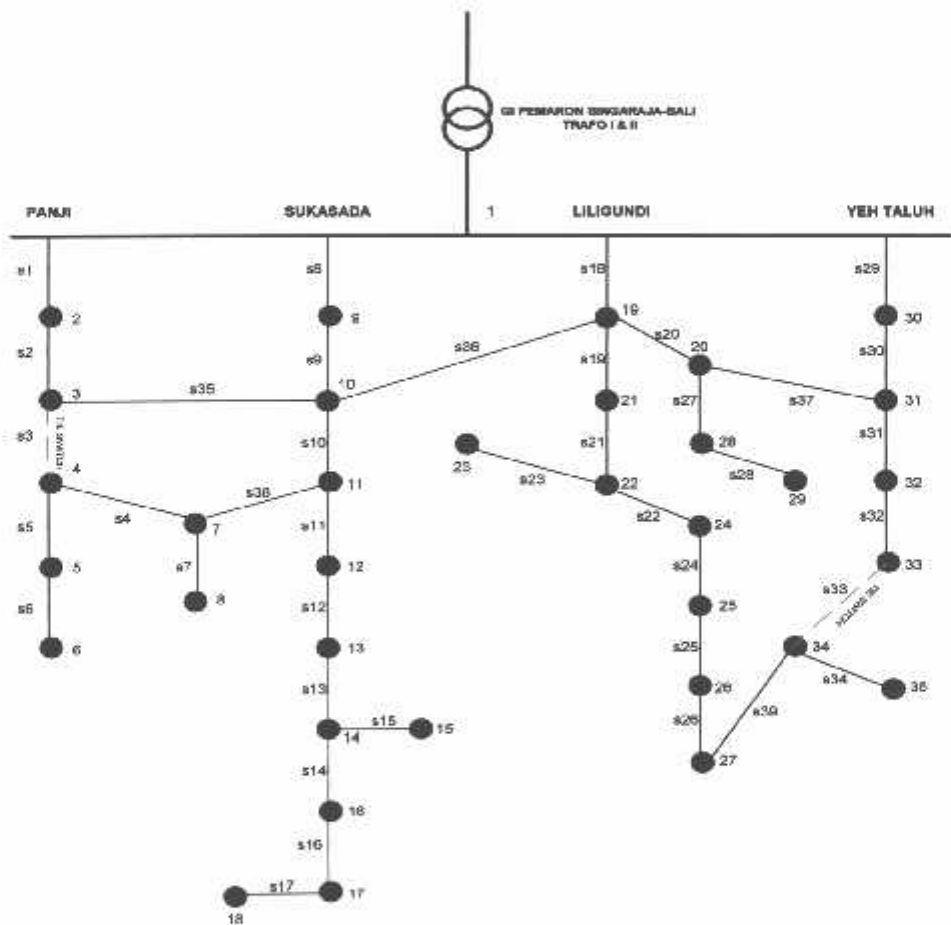 GI PEMARON SINGARAJA-BALI
TRAFO I & II
PANJI
SUKASADA
1
LILIGUNDI
YEH TALUH
s1
s8
s18
s29
2
9
19
30
s2
s9
s36
s19
s20
20
s30
3
s35
10
21
s27
s37
31
s3
TIE SWITCH
s10
23
s21
28
s31
4
s38
11
s23
22
s28
29
32
s5
s4
7
s11
s22
24
s32
5
s7
12
s24
33
s6
8
s12
25
s33
TIE SWITCH
6
13
s25
34
s13
26
s34
35
s15
s26
s39
14
15
27
s14
16
s16
s17
17
18